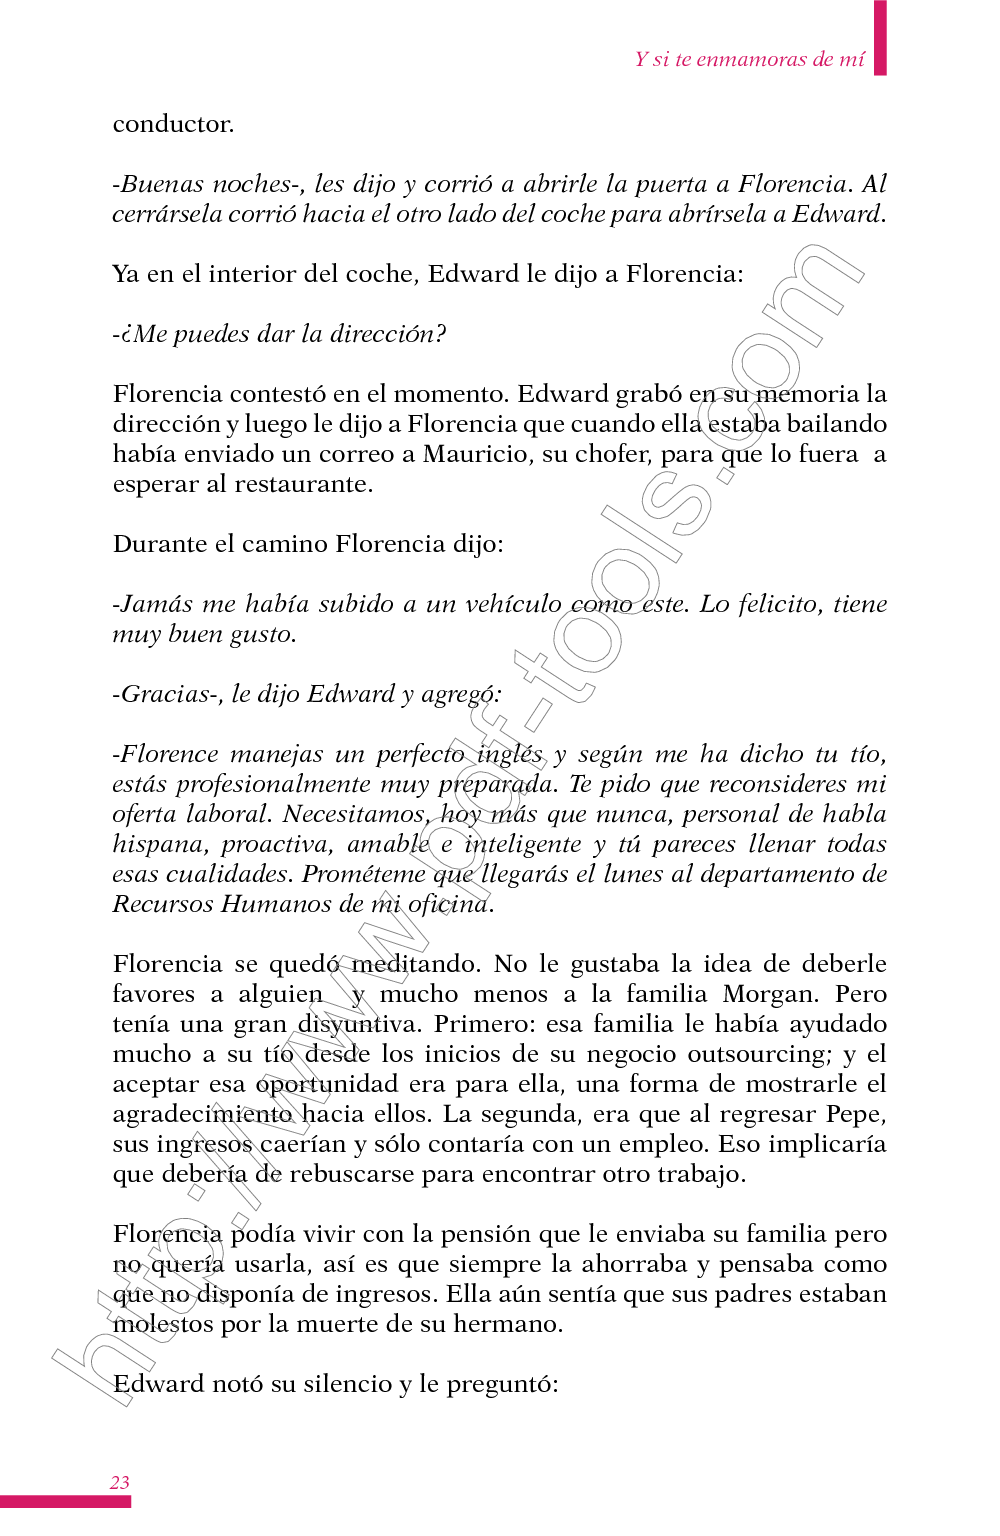 Y si te enmamoras de mí
conductor.
-Buenas noches-, les dijo y corrió a abrirle la puerta a Florencia. Al
cerrársela corrió hacia el otro lado del coche para abrírsela a Edward.
Ya en el interior del coche, Edward le dijo a Florencia:
-¿Me puedes dar la dirección?
Florencia contestó en el momento. Edward grabó en su memoria la
dirección y luego le dijo a Florencia que cuando ella estaba bailando
había enviado un correo a Mauricio, su chofer, para que lo fuera  a
esperar al restaurante.
Durante el camino Florencia dijo:
-Jamás me había subido a un vehículo como este. Lo felicito, tiene
muy buen gusto.
-Gracias-, le dijo Edward y agregó:
-Florence manejas un perfecto inglés y según me ha dicho tu tío,
estás profesionalmente muy preparada. Te pido que reconsideres mi
oferta laboral. Necesitamos, hoy más que nunca, personal de habla
hispana, proactiva, amable e inteligente y tú pareces llenar todas
esas cualidades. Prométeme que llegarás el lunes al departamento de
Recursos Humanos de mi oficina.
Florencia se quedó meditando. No le gustaba la idea de deberle
favores a alguien  y mucho menos a la familia Morgan. Pero
tenía una gran disyuntiva. Primero: esa familia le había ayudado
mucho a su tío desde los inicios de su negocio outsourcing; y el
aceptar esa oportunidad era para ella, una forma de mostrarle el
agradecimiento hacia ellos. La segunda, era que al regresar Pepe,
sus ingresos caerían y sólo contaría con un empleo. Eso implicaría
que debería de rebuscarse para encontrar otro trabajo.
Florencia podía vivir con la pensión que le enviaba su familia pero
no quería usarla, así es que siempre la ahorraba y pensaba como
que no disponía de ingresos. Ella aún sentía que sus padres estaban
molestos por la muerte de su hermano.
Edward notó su silencio y le preguntó:
23
http://www.pdf-tools.com